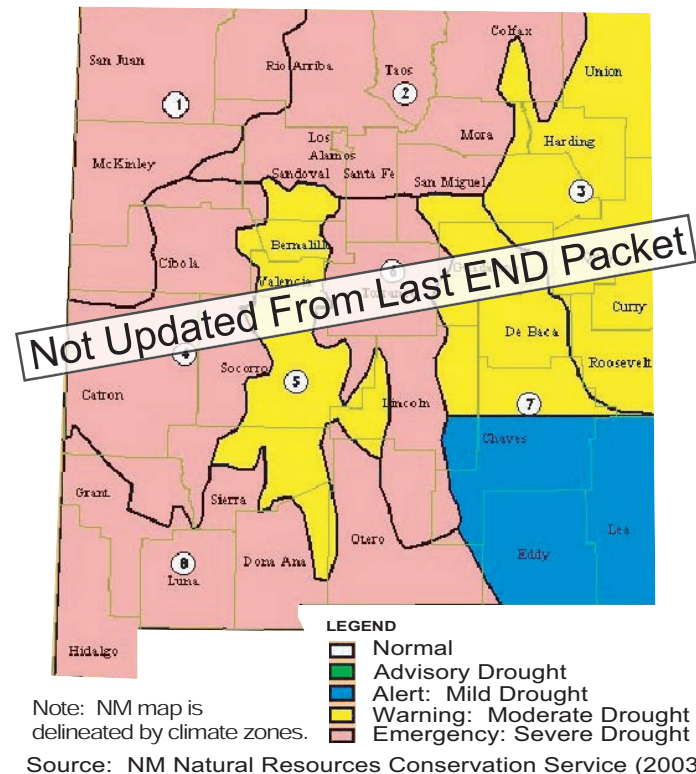 Colfax
San Juan
Rio Arriba
Taos
Union
1
2
Mora
Harding
Los
Alamos
McKinley
Sandoval
Santa Fe
San Miguel
3
Bernalill
Cibola
6
Valencia
Not Updated From Last END Packet
Curry
De Baca
4
Socorro
Roosevelt
5
Catron
Lincoln
7
Chaves
Grant
Sierra
Lea
Otero
Eddy
8
Dona Ana
Luna
LEGEND
Hidalgo
Normal
Advisory Drought
Alert: Mild Drought
Warning: Moderate Drought
Emergency: Severe Drought
Note: NM map is
delineated by climate zones.
Source: NM Natural Resources Conservation Service (2003